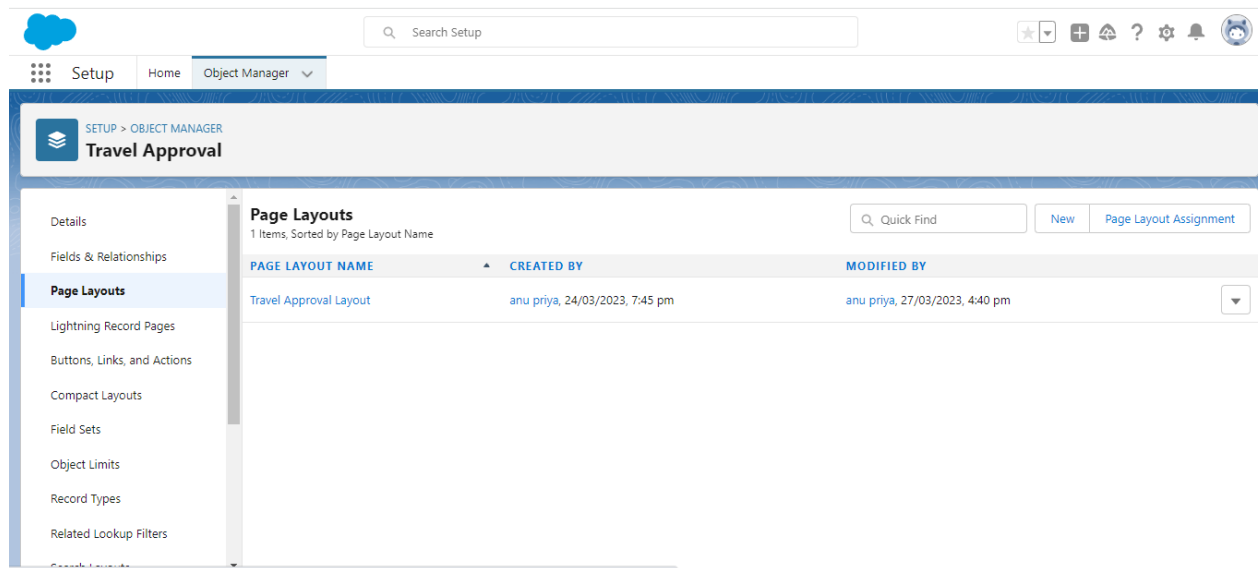 Search Setup
Setup Home Object Manager
SETUP > OBJECT MANAGER
Travel Approval
Details
Fields & Relationships
Page Layouts
Lightning Record Pages
Buttons, Links, and Actions
Compact Layouts
Field Sets
Object Limits
Record Types
Related Lookup Filters
Search Layouts
Page Layouts
1 Items, Sorted by Page Layout Name
Quick Find
New
Page Layout Assignment
PAGE LAYOUT NAME CREATED BY MODIFIED BY
Travel Approval Layout anu priya, 24/03/2023, 7:45 pm anu priya, 27/03/2023, 4:40 pm